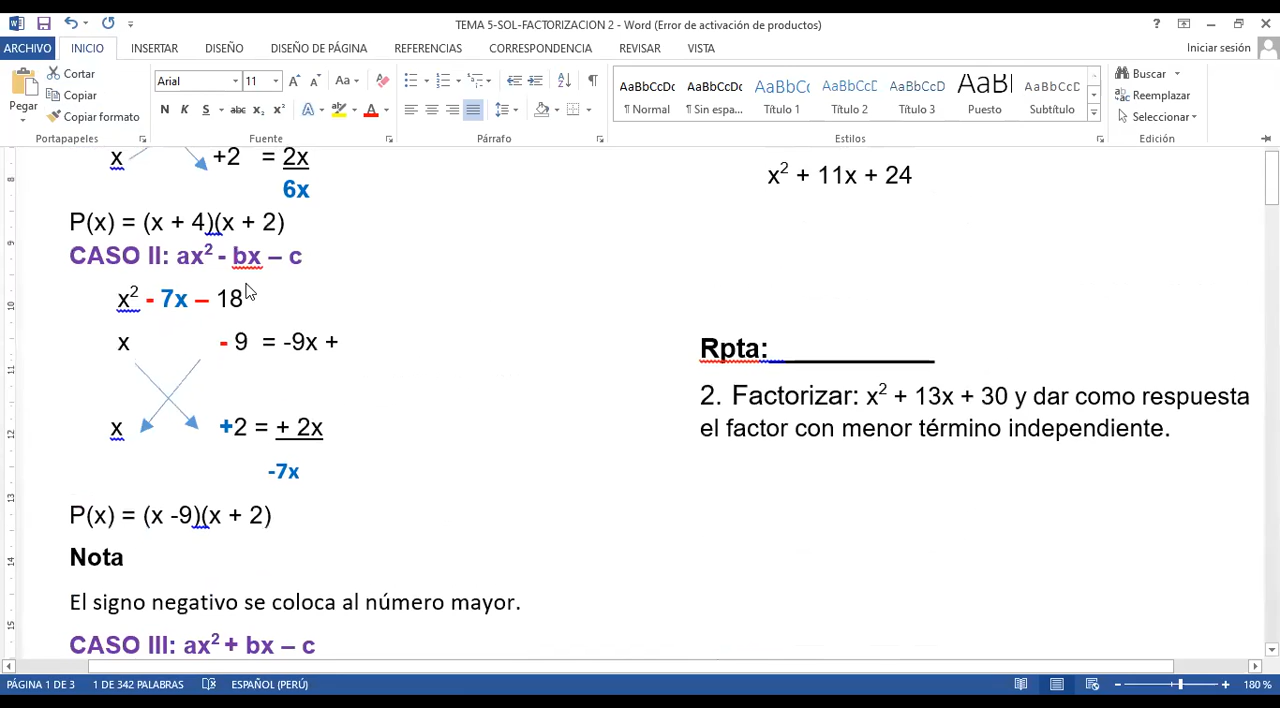 TEMA 5-SOL-FACTORIZACION 2 - Word (Error de activación de productos)
ARCHIVO INICIO INSERTAR DISEÑO DISEÑO DE PÁGINA REFERENCIAS CORRESPONDENCIA REVISAR VISTA Iniciar sesión
Pegar
Cortar
Copiar
Copiar formato
Arial 11
AaBbCcDc AaBbCcDc AaBbCc AaBbCcDc AaBbCcDc AaBl AaBbCcDc
¶ Normal ¶ Sin espa... Título 1 Título 2 Título 3 Puesto Subtítulo
Buscar
Reemplazar
Seleccionar
Portapapeles Fuente Párrafo Estilos Edición
x +2 = 2x
6x
P(x) = (x + 4)(x + 2)
CASO II: ax² - bx – c
x² - 7x – 18
x - 9 = -9x +
x +2 = + 2x
-7x
P(x) = (x -9)(x + 2)
Nota
El signo negativo se coloca al número mayor.
CASO III: ax² + bx – c
x² + 11x + 24
Rpta: ___________
2. Factorizar: x² + 13x + 30 y dar como respuesta
el factor con menor término independiente.
PÁGINA 1 DE 3 1 DE 342 PALABRAS ESPAÑOL (PERÚ) 180 %